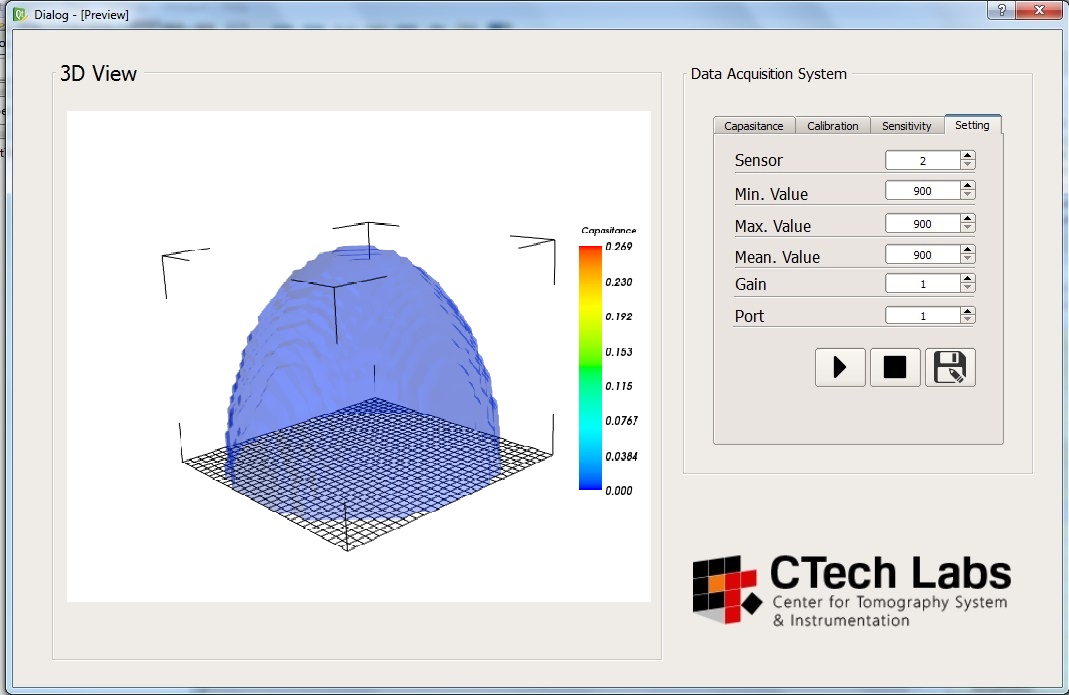 Dialog - [Preview]
?
3D View
Capasitance
0.269
0.230
0.192
0.153
0.115
0.0767
0.0384
0.000
Data Acquisition System
Capasitance Calibration Sensitivity Setting
Sensor 2
Min. Value 900
Max. Value 900
Mean. Value 900
Gain 1
Port 1
CTech Labs
Center for Tomography System
& Instrumentation